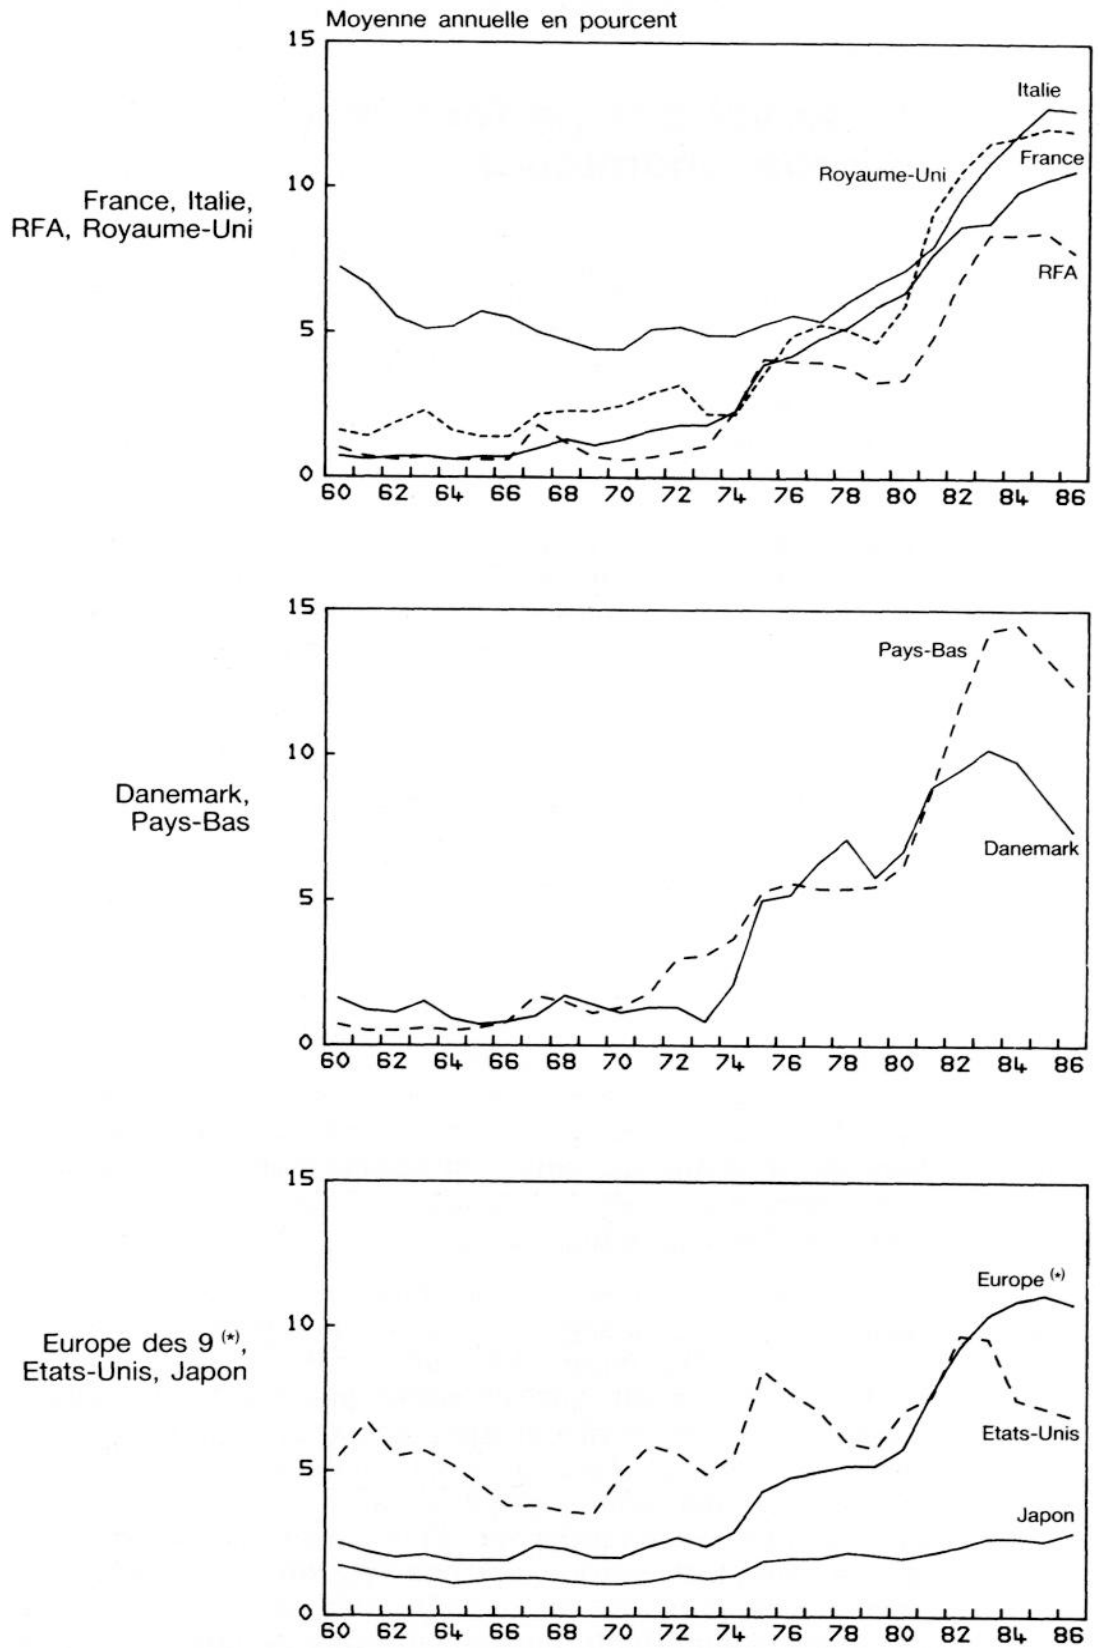 Moyenne annuelle en pourcent
15
Italie
Royaume-Uni
France
10
France, Italie,
RFA, Royaume-Uni
RFA
5
0
60 62 64 66 68 70 72 74 76 78 80 82 84 86
15
Pays-Bas
10
Danemark,
Pays-Bas
Danemark
5
0
60 62 64 66 68 70 72 74 76 78 80 82 84 86
15
Europe (*)
10
Europe des 9 (*),
Etats-Unis, Japon
Etats-Unis
5
Japon
0
60 62 64 66 68 70 72 74 76 78 80 82 84 86